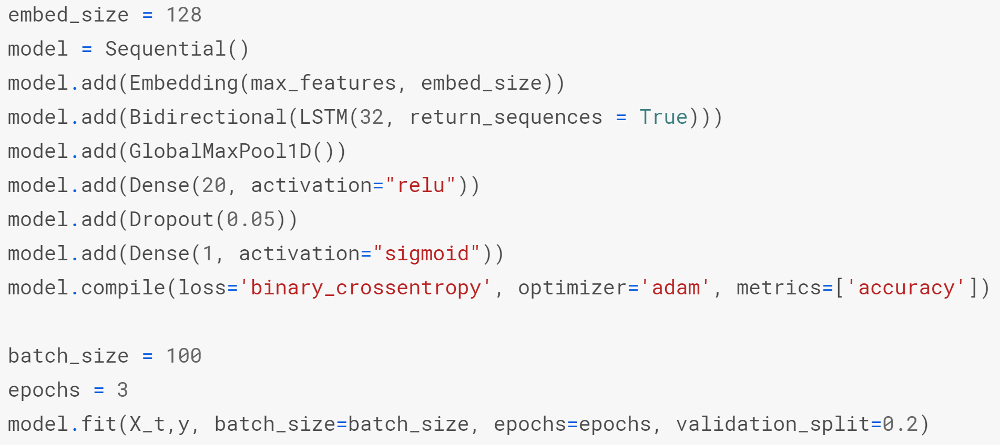 embed_size = 128
model = Sequential()
model.add(Embedding(max_features, embed_size))
model.add(Bidirectional(LSTM(32, return_sequences = True)))
model.add(GlobalMaxPool1D())
model.add(Dense(20, activation="relu"))
model.add(Dropout(0.05))
model.add(Dense(1, activation="sigmoid"))
model.compile(loss='binary_crossentropy', optimizer='adam', metrics=['accuracy'])

batch_size = 100
epochs = 3
model.fit(X_t,y, batch_size=batch_size, epochs=epochs, validation_split=0.2)